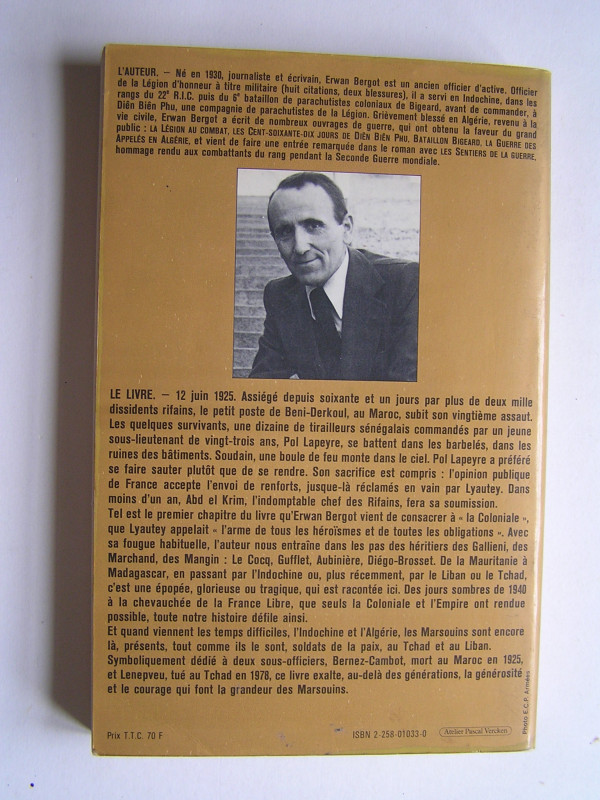 L'AUTEUR. – Né en 1930, journaliste et écrivain, Erwan Bergot est un ancien officier d'active. Officier
de la Légion d'honneur à titre militaire (huit citations, deux blessures), il a servi en Indochine, dans les
rangs du 22e R.I.C. puis du 6e bataillon de parachutistes coloniaux de Bigeard, avant de commander, à
Diên Biên Phu, une compagnie de parachutistes de la Légion. Grièvement blessé en Algérie, revenu à la
vie civile, Erwan Bergot a écrit de nombreux ouvrages de guerre, qui ont obtenu la faveur du grand
public : LA LÉGION AU COMBAT, LES CENT-SOIXANTE-DIX JOURS DE DIÊN BIÊN PHU, BATAILLON BIGEARD, LA GUERRE DES
APPELÉS EN ALGÉRIE, et vient de faire une entrée remarquée dans le roman avec LES SENTIERS DE LA GUERRE,
hommage rendu aux combattants du rang pendant la Seconde Guerre mondiale.
LE LIVRE. – 12 juin 1925. Assiégé depuis soixante et un jours par plus de deux mille
dissidents rifains, le petit poste de Beni-Derkoul, au Maroc, subit son vingtième assaut.
Les quelques survivants, une dizaine de tirailleurs sénégalais commandés par un jeune
sous-lieutenant de vingt-trois ans, Pol Lapeyre, se battent dans les barbelés, dans les
ruines des bâtiments. Soudain, une boule de feu monte dans le ciel. Pol Lapeyre a préféré
se faire sauter plutôt que de se rendre. Son sacrifice est compris : l'opinion publique
de France accepte l'envoi de renforts, jusque-là réclamés en vain par Lyautey. Dans
moins d'un an, Abd el Krim, l'indomptable chef des Rifains, fera sa soumission.
Tel est le premier chapitre du livre qu'Erwan Bergot vient de consacrer à « la Coloniale »,
que Lyautey appelait « l'arme de tous les héroïsmes et de toutes les obligations ». Avec
sa fougue habituelle, l'auteur nous entraîne dans les pas des héritiers des Gallieni, des
Marchand, des Mangin : Le Cocq, Gufflet, Aubinière, Diégo-Brosset. De la Mauritanie à
Madagascar, en passant par l'Indochine ou, plus récemment, par le Liban ou le Tchad,
c'est une épopée, glorieuse ou tragique, qui est racontée ici. Des jours sombres de 1940
à la chevauchée de la France Libre, que seuls la Coloniale et l'Empire ont rendue
possible, toute notre histoire défile ainsi.
Et quand viennent les temps difficiles, l'Indochine et l'Algérie, les Marsouins sont encore
là, présents, tout comme ils le sont, soldats de la paix, au Tchad et au Liban.
Symboliquement dédié à deux sous-officiers, Bernez-Cambot, mort au Maroc en 1925,
et Lenepveu, tué au Tchad en 1978, ce livre exalte, au-delà des générations, la générosité
et le courage qui font la grandeur des Marsouins.
Photo E.C.P. Armées
Prix T.T.C. 70 F
ISBN 2-258-01033-0
Atelier Pascal Vercken